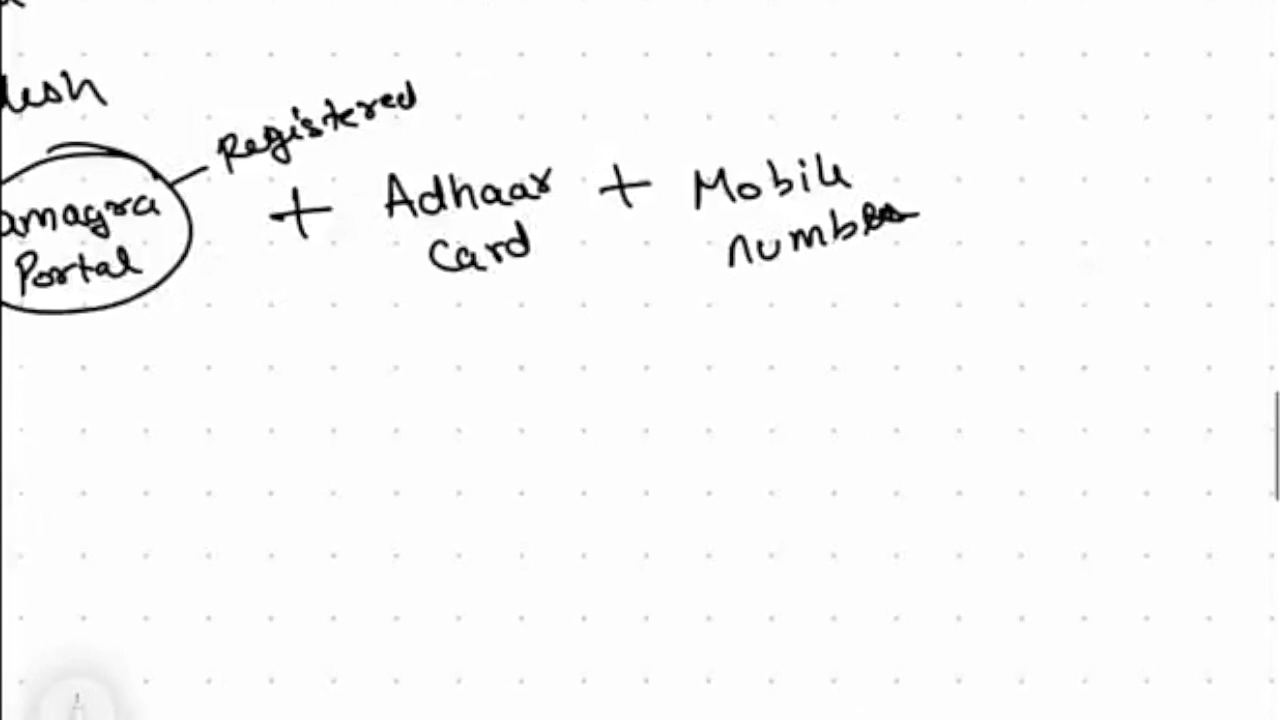 desh
Registered
amagra + Adhaar + Mobile
Portal Card number